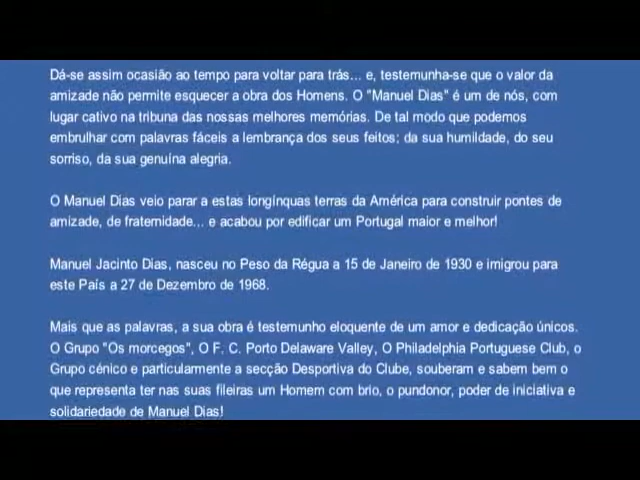 Dá-se assim ocasião ao tempo para voltar para trás... e, testemunha-se que o valor da
amizade não permite esquecer a obra dos Homens. O "Manuel Dias" é um de nós, com
lugar cativo na tribuna das nossas melhores memórias. De tal modo que podemos
embrulhar com palavras fáceis a lembrança dos seus feitos; da sua humildade, do seu
sorriso, da sua genuína alegria.
O Manuel Dias veio parar a estas longínquas terras da América para construir pontes de
amizade, de fraternidade... e acabou por edificar um Portugal maior e melhor!
Manuel Jacinto Dias, nasceu no Peso da Régua a 15 de Janeiro de 1930 e imigrou para
este País a 27 de Dezembro de 1968.
Mais que as palavras, a sua obra é testemunho eloquente de um amor e dedicação únicos.
O Grupo "Os morcegos", O F. C. Porto Delaware Valley, O Philadelphia Portuguese Club, o
Grupo cénico e particularmente a secção Desportiva do Clube, souberam e sabem bem o
que representa ter nas suas fileiras um Homem com brio, o pundonor, poder de iniciativa e
solidariedade de Manuel Dias!